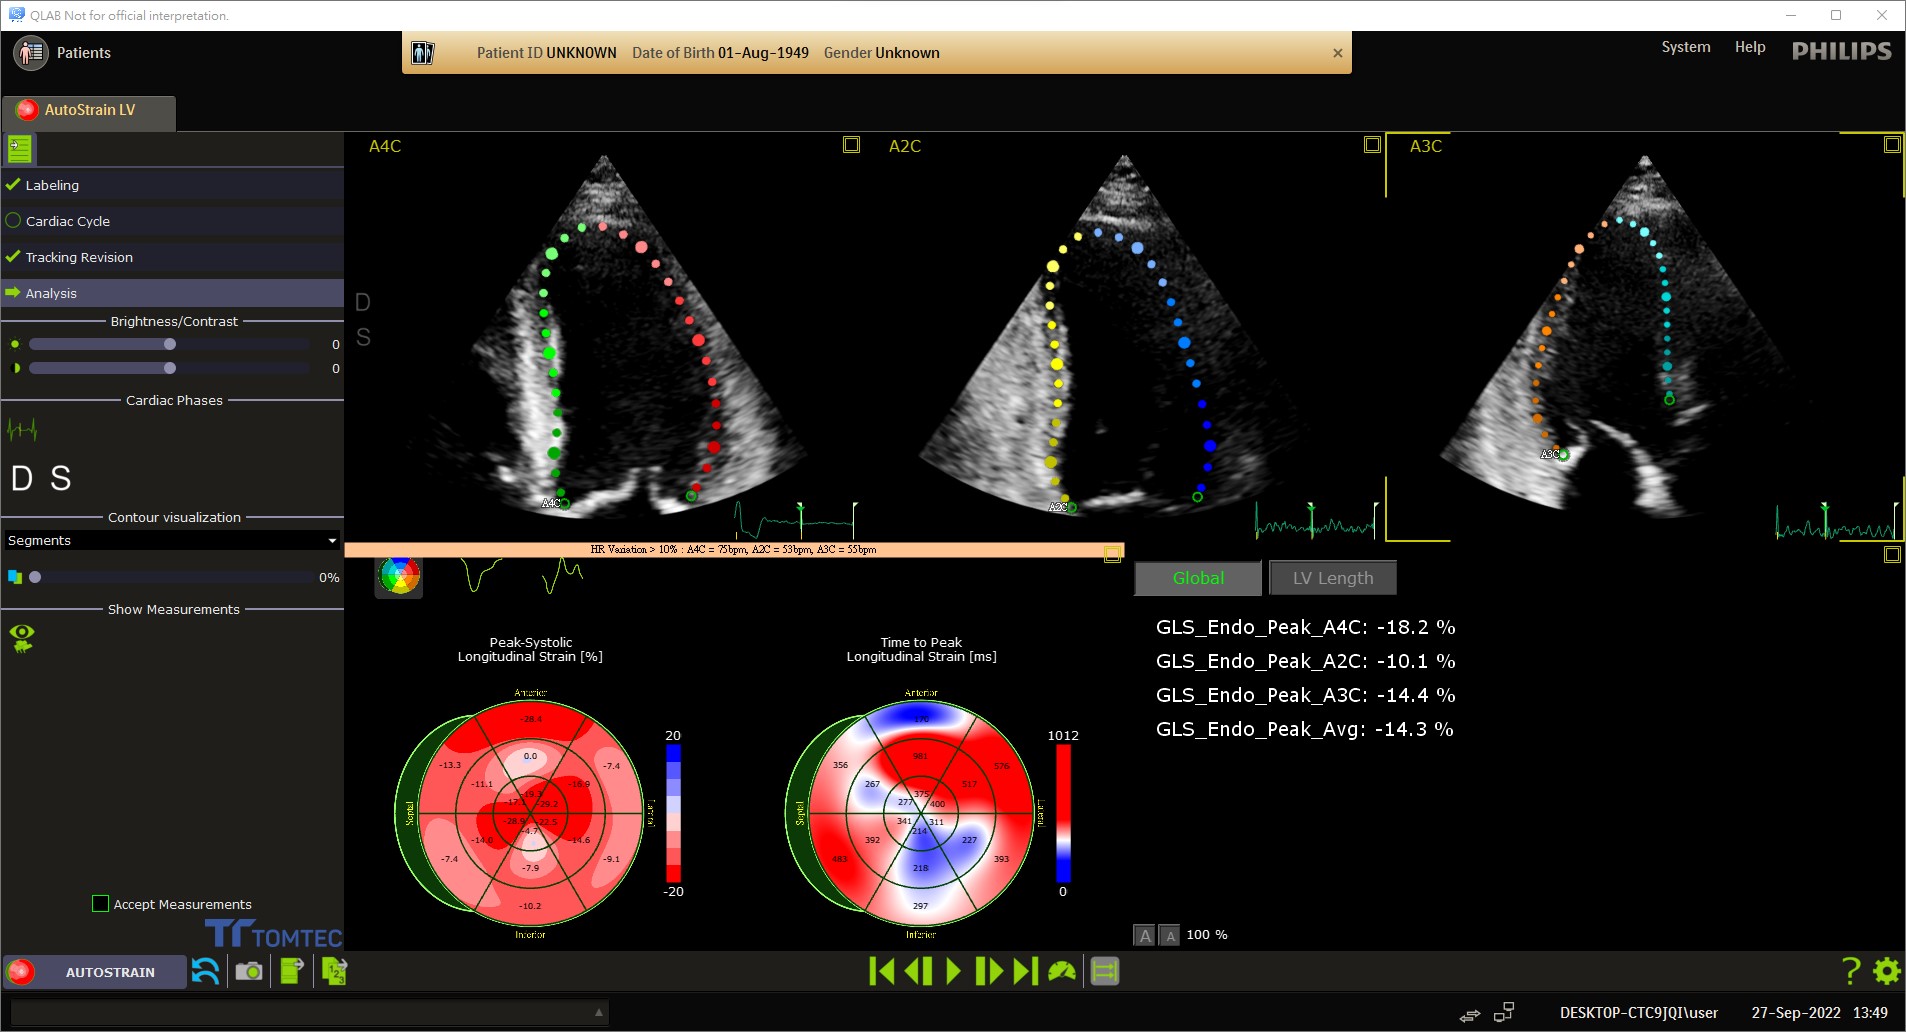 QLAB Not for official interpretation.
Patients
Patient ID UNKNOWN Date of Birth 01-Aug-1949 Gender Unknown
System Help PHILIPS
AutoStrain LV
Labeling
Cardiac Cycle
Tracking Revision
Analysis
Brightness/Contrast
0
0
Cardiac Phases
D S
Contour visualization
Segments
0%
Show Measurements
Accept Measurements
TOMTEC
A4C
A2C
A3C
D
S
A4C
A2C
A3C
HR Variation > 10% : A4C = 75bpm, A2C = 53bpm, A3C = 55bpm
Peak-Systolic
Longitudinal Strain [%]
Anterior
-28.4
-13.3
0.0
-7.4
-11.1
-16.9
-19.3
-17.1
-29.2
Septal
Lateral
-28.9
-22.5
-4.7
-14.0
-14.6
-7.4
-7.9
-9.1
-10.2
Inferior
20
-20
Time to Peak
Longitudinal Strain [ms]
Anterior
170
356
981
576
267
517
375
277
400
Septal
Lateral
341
311
214
392
227
483
218
393
297
Inferior
1012
0
Global
LV Length
GLS_Endo_Peak_A4C: -18.2 %
GLS_Endo_Peak_A2C: -10.1 %
GLS_Endo_Peak_A3C: -14.4 %
GLS_Endo_Peak_Avg: -14.3 %
A A 100 %
AUTOSTRAIN
DESKTOP-CTC9JQI\user 27-Sep-2022 13:49